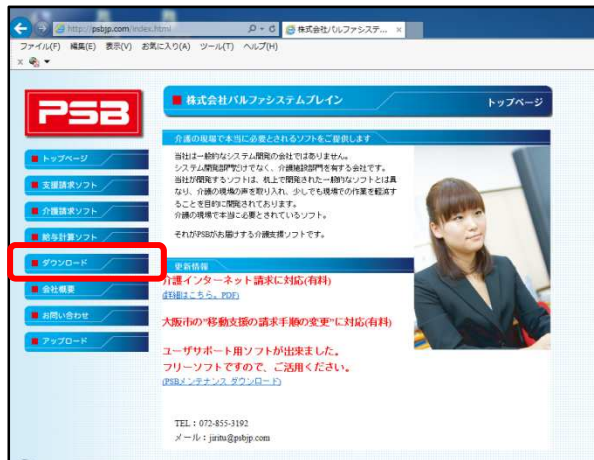 http://psbjp.com/index.html
株式会社パルファシステム...
ファイル(F) 編集(E) 表示(V) お気に入り(A) ツール(T) ヘルプ(H)
PSB
株式会社パルファシステムブレイン
トップページ
介護の現場で本当に必要とされるソフトをご提供します
当社は一般的なシステム開発の会社ではありません。
システム開発部門だけでなく、介護施設部門を有する会社です。
当社が開発するソフトは、机上で開発された一般的なソフトとは異
なり、介護の現場の声を取り入れ、少しでも現場での作業を軽減す
ることを目的に開発されております。
介護の現場で本当に必要とされているソフト。
それがPSBがお届けする介護支援ソフトです。
トップページ
支援請求ソフト
介護請求ソフト
給与計算ソフト
ダウンロード
会社概要
お問い合わせ
アップロード
更新情報
介護インターネット請求に対応(有料)
(詳細はこちら。PDF)
大阪市の"移動支援の請求手順の変更"に対応(有料)
ユーザサポート用ソフトが出来ました。
フリーソフトですので、ご活用ください。
(PSBメンテナンス ダウンロード)
TEL：072-855-3192
メール：jiritu@psbjp.com